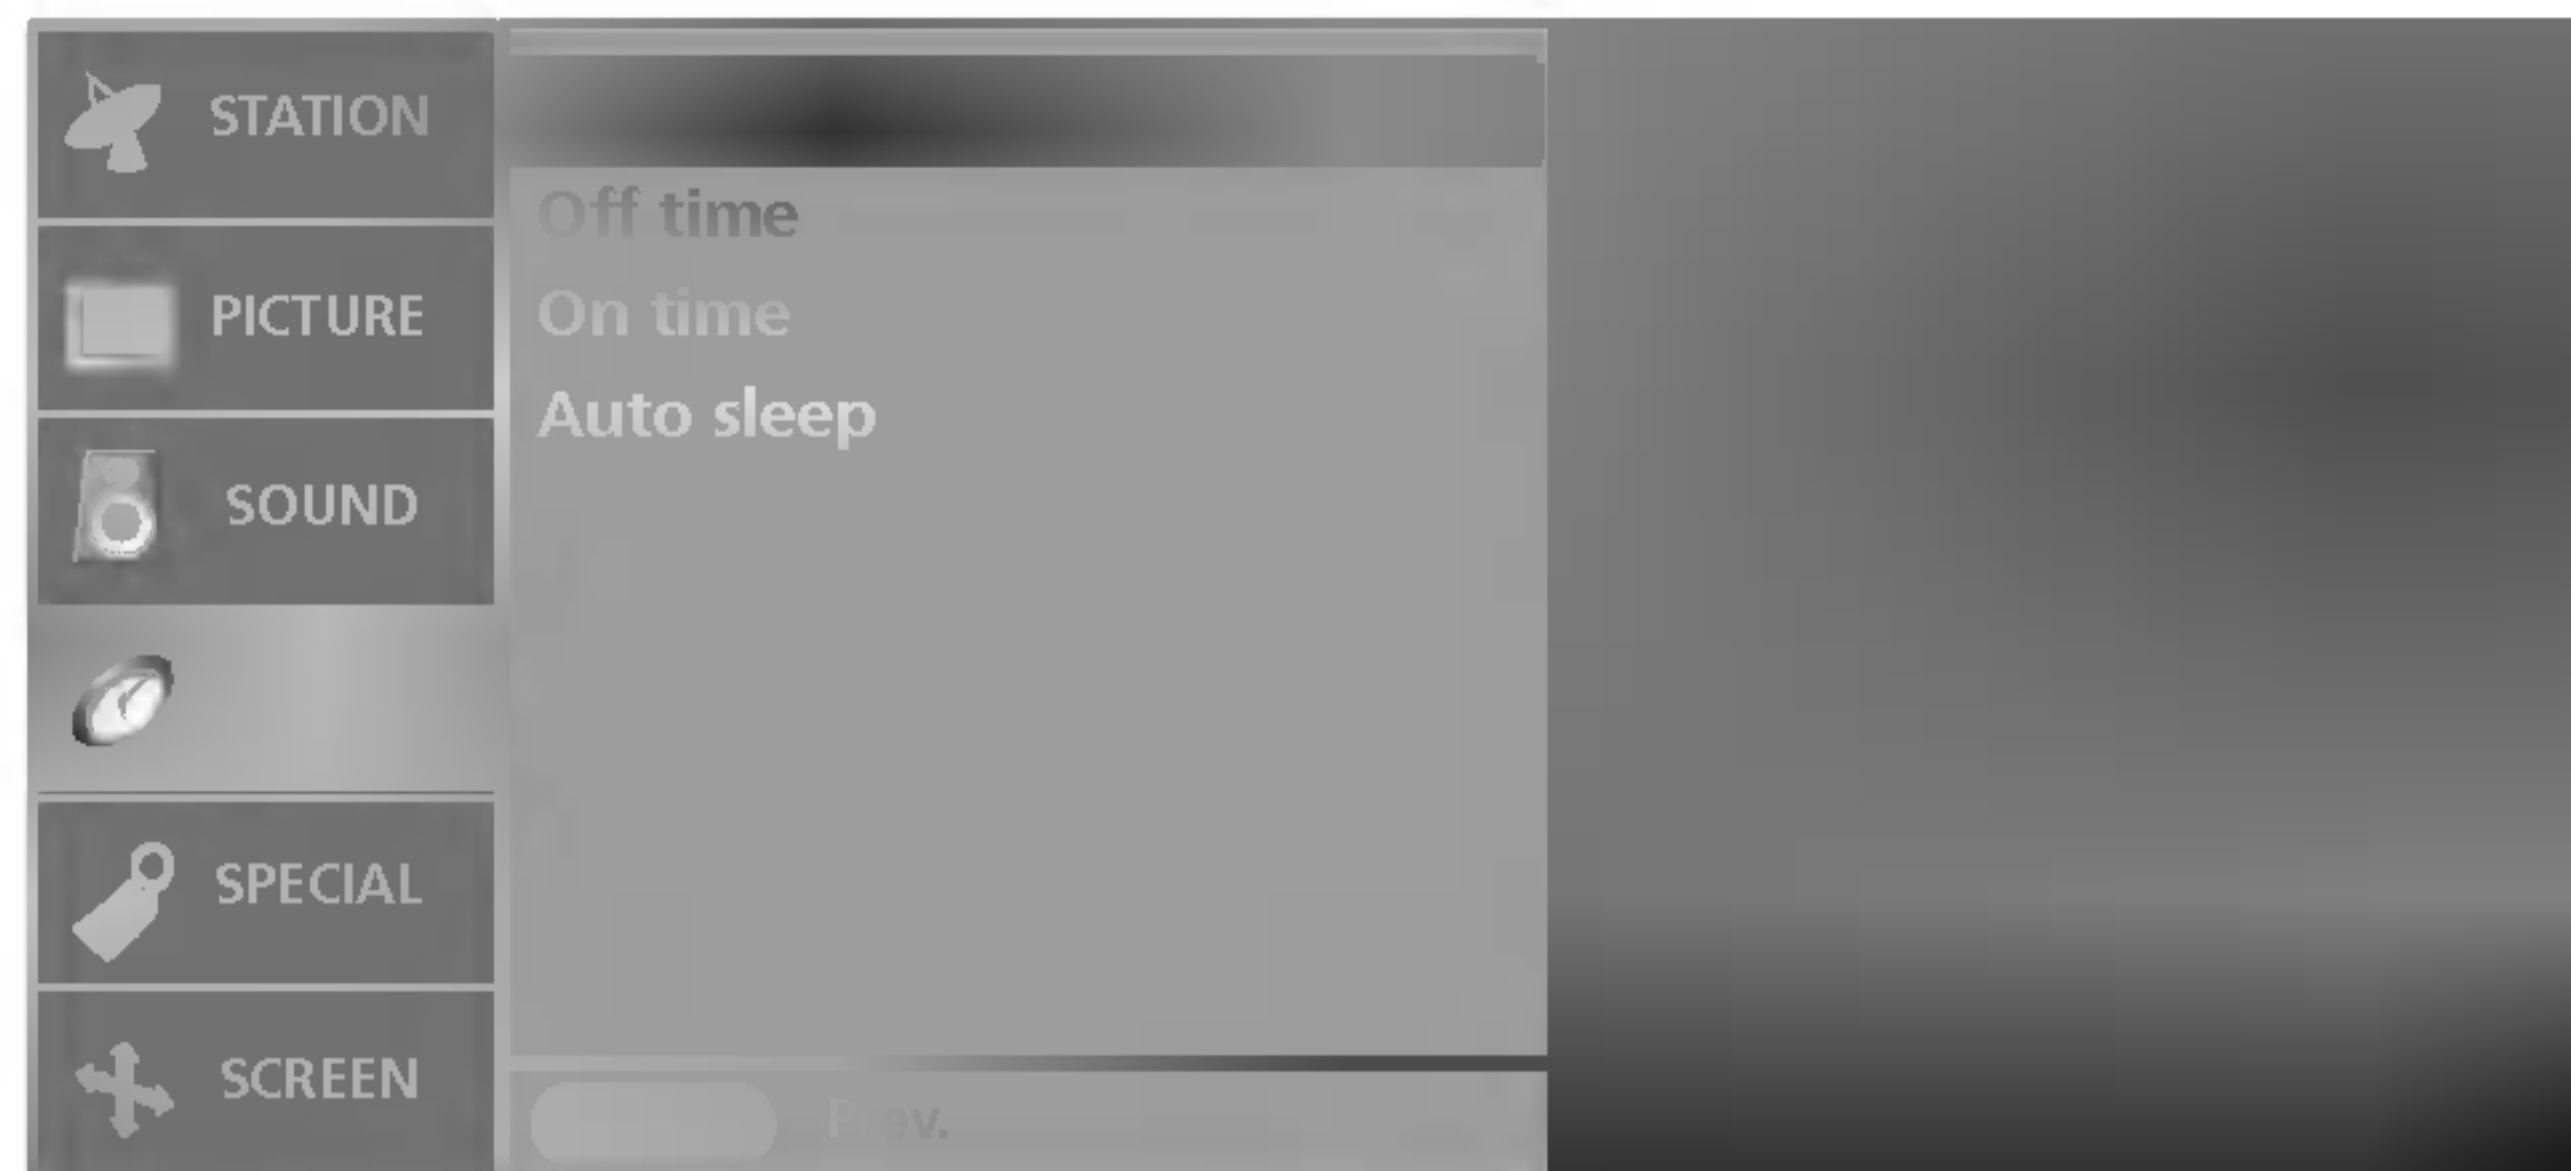 STATION
PICTURE
SOUND
SPECIAL
SCREEN
Off time
On time
Auto sleep
Prev.